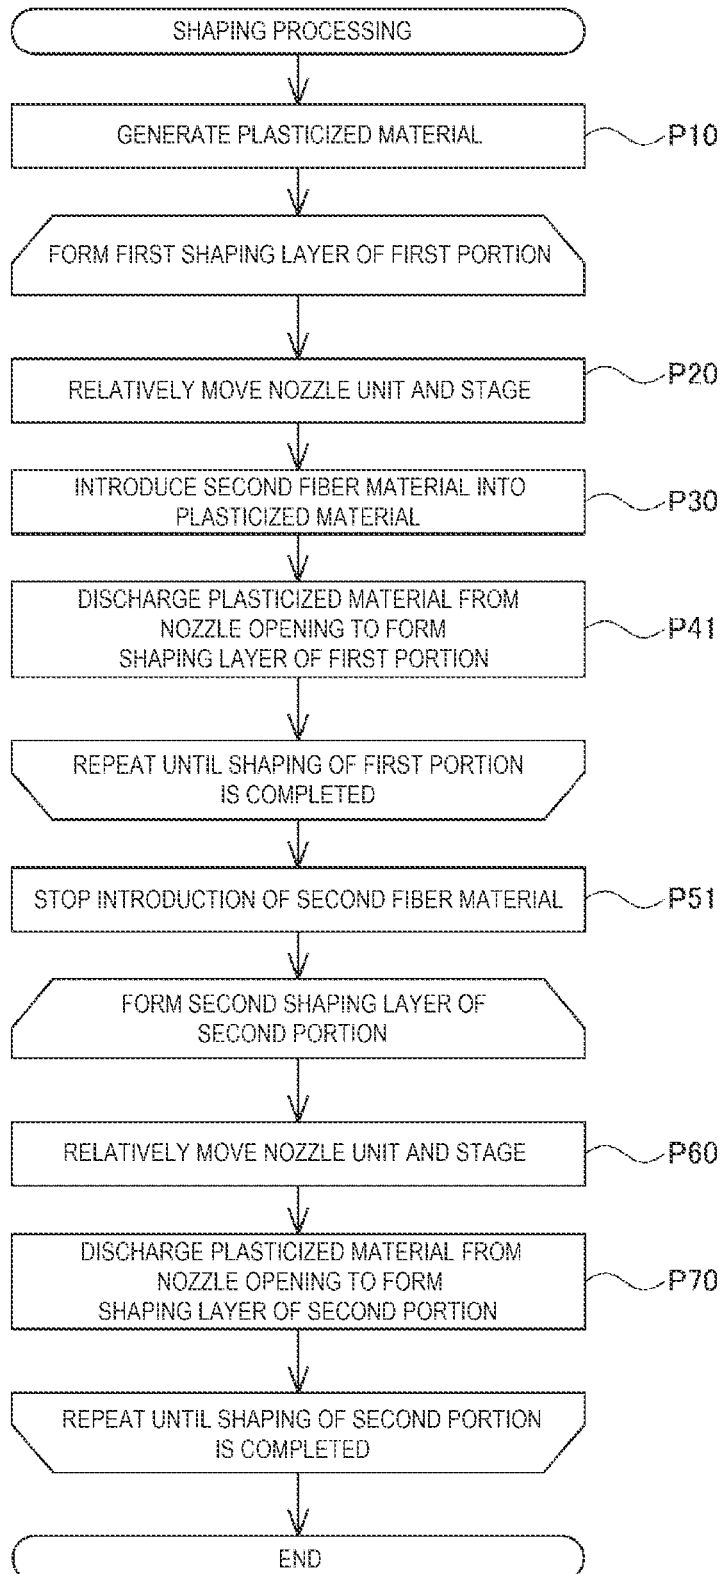 SHAPING PROCESSING
GENERATE PLASTICIZED MATERIAL
P10
FORM FIRST SHAPING LAYER OF FIRST PORTION
RELATIVELY MOVE NOZZLE UNIT AND STAGE
P20
INTRODUCE SECOND FIBER MATERIAL INTO
PLASTICIZED MATERIAL
P30
DISCHARGE PLASTICIZED MATERIAL FROM
NOZZLE OPENING TO FORM
SHAPING LAYER OF FIRST PORTION
P41
REPEAT UNTIL SHAPING OF FIRST PORTION
IS COMPLETED
STOP INTRODUCTION OF SECOND FIBER MATERIAL
P51
FORM SECOND SHAPING LAYER OF
SECOND PORTION
RELATIVELY MOVE NOZZLE UNIT AND STAGE
P60
DISCHARGE PLASTICIZED MATERIAL FROM
NOZZLE OPENING TO FORM
SHAPING LAYER OF SECOND PORTION
P70
REPEAT UNTIL SHAPING OF SECOND PORTION
IS COMPLETED
END